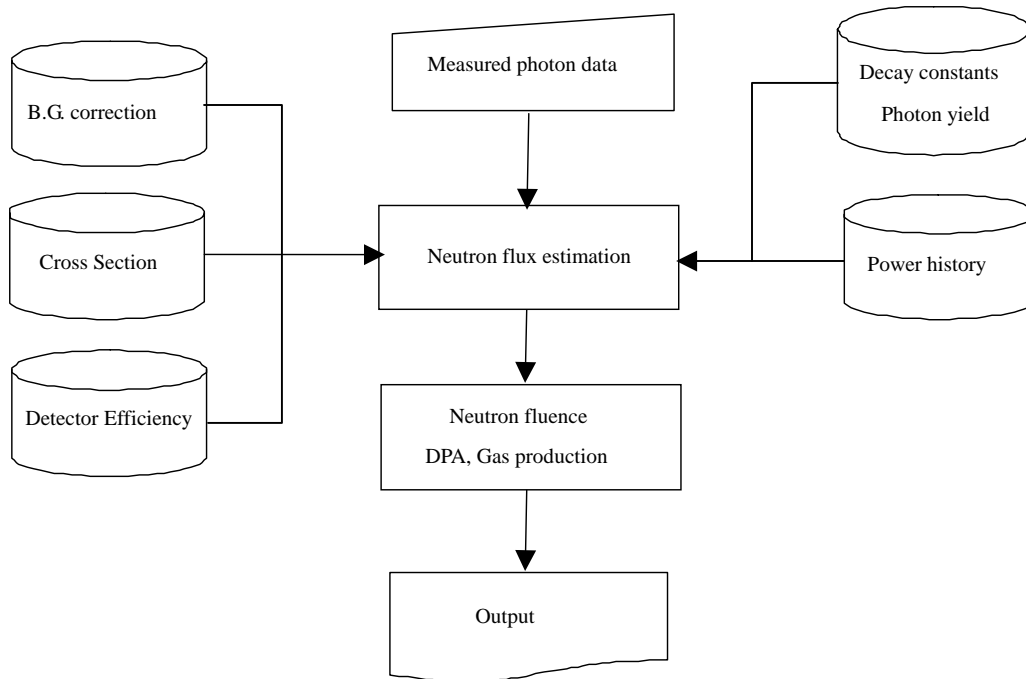 Measured photon data
Decay constants
Photon yield
B.G. correction
Cross Section
Neutron flux estimation
Power history
Detector Efficiency
Neutron fluence
DPA, Gas production
Output